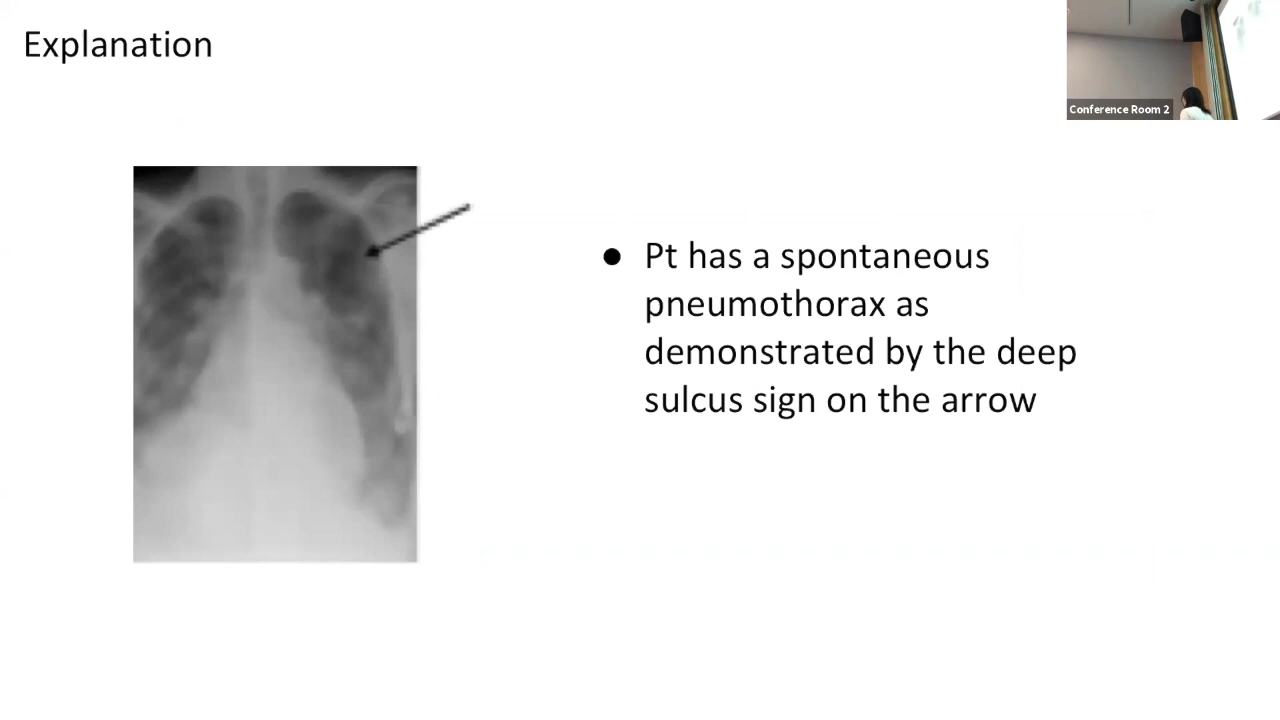 Explanation
Conference Room 2
● Pt has a spontaneous
pneumothorax as
demonstrated by the deep
sulcus sign on the arrow